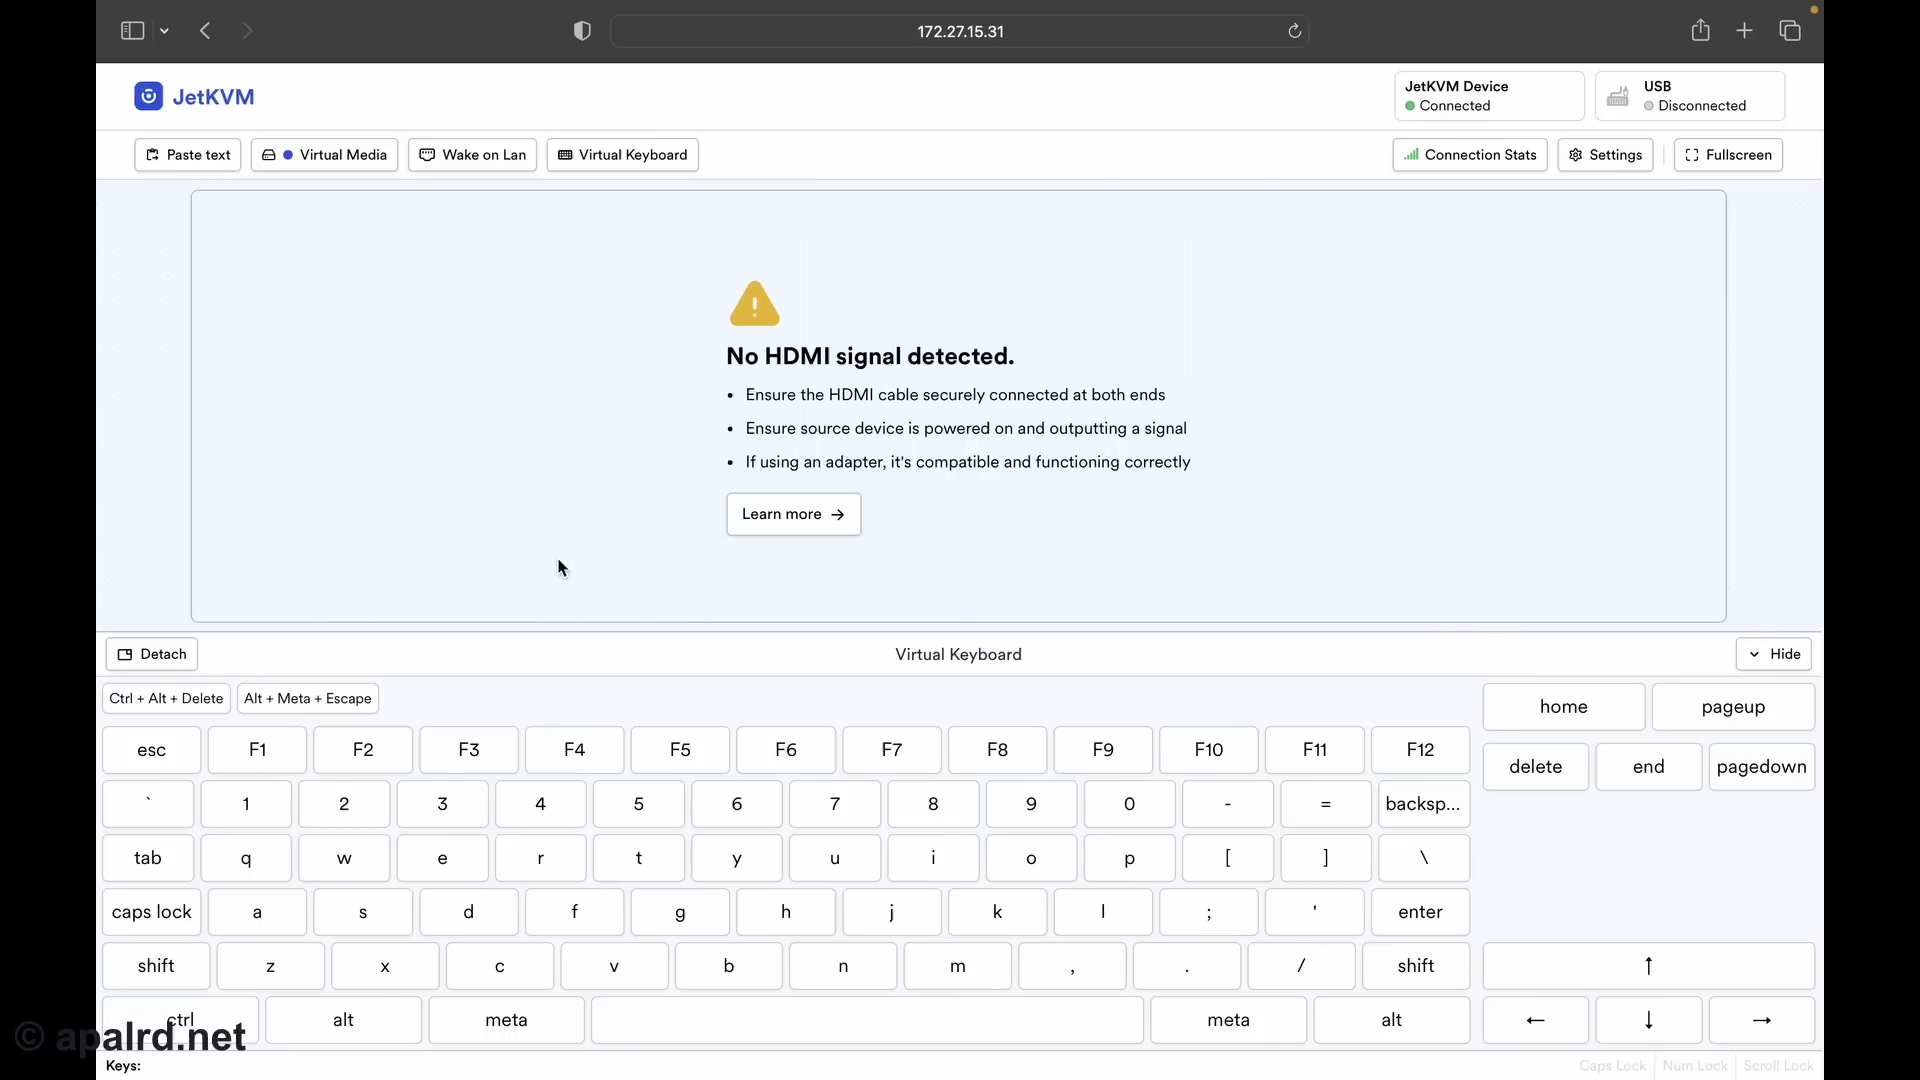 172.27.15.31
JetKVM
JetKVM Device
Connected
USB
Disconnected
Paste text
Virtual Media
Wake on Lan
Virtual Keyboard
Connection Stats
Settings
Fullscreen
No HDMI signal detected.
• Ensure the HDMI cable securely connected at both ends
• Ensure source device is powered on and outputting a signal
• If using an adapter, it's compatible and functioning correctly
Learn more →
Detach
Virtual Keyboard
Hide
Ctrl + Alt + Delete Alt + Meta + Escape
home pageup
esc F1 F2 F3 F4 F5 F6 F7 F8 F9 F10 F11 F12
delete end pagedown
` 1 2 3 4 5 6 7 8 9 0 - = backsp...
tab q w e r t y u i o p [ ] \
caps lock a s d f g h j k l ; ' enter
shift z x c v b n m , . / shift
↑
ctrl alt meta meta alt
← ↓ →
© apalrd.net
Keys:
Caps Lock Num Lock Scroll Lock